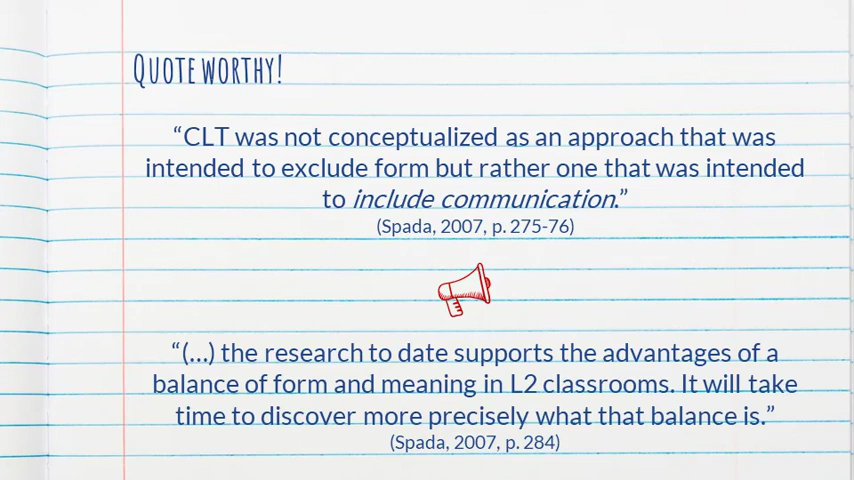 QUOTE WORTHY!
“CLT was not conceptualized as an approach that was
intended to exclude form but rather one that was intended
to include communication.”
(Spada, 2007, p. 275-76)
“(...) the research to date supports the advantages of a
balance of form and meaning in L2 classrooms. It will take
time to discover more precisely what that balance is.”
(Spada, 2007, p. 284)